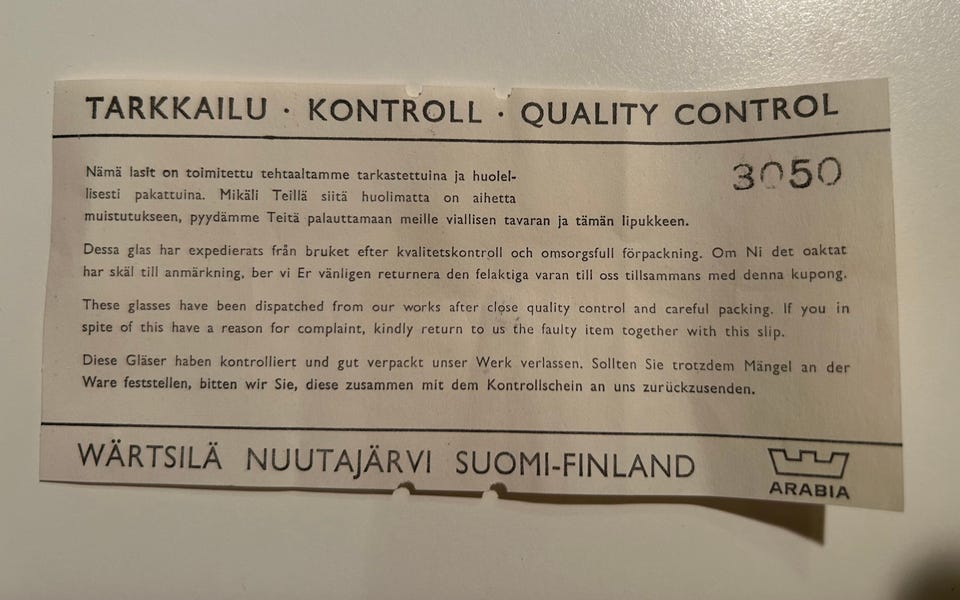 TARKKAILU · KONTROLL · QUALITY CONTROL
3050
Nämä lasit on toimitettu tehtaaltamme tarkastettuina ja huolel-
lisesti pakattuina. Mikäli Teillä siitä huolimatta on aihetta
muistutukseen, pyydämme Teitä palauttamaan meille viallisen tavaran ja tämän lipukkeen.
Dessa glas har expedierats från bruket efter kvalitetskontroll och omsorgsfull förpackning. Om Ni det oaktat
har skäl till anmärkning, ber vi Er vänligen returnera den felaktiga varan till oss tillsammans med denna kupong.
These glasses have been dispatched from our works after close quality control and careful packing. If you in
spite of this have a reason for complaint, kindly return to us the faulty item together with this slip.
Diese Gläser haben kontrolliert und gut verpackt unser Werk verlassen. Sollten Sie trotzdem Mängel an der
Ware feststellen, bitten wir Sie, diese zusammen mit dem Kontrollschein an uns zurückzusenden.
WÄRTSILÄ NUUTAJÄRVI SUOMI-FINLAND
ARABIA